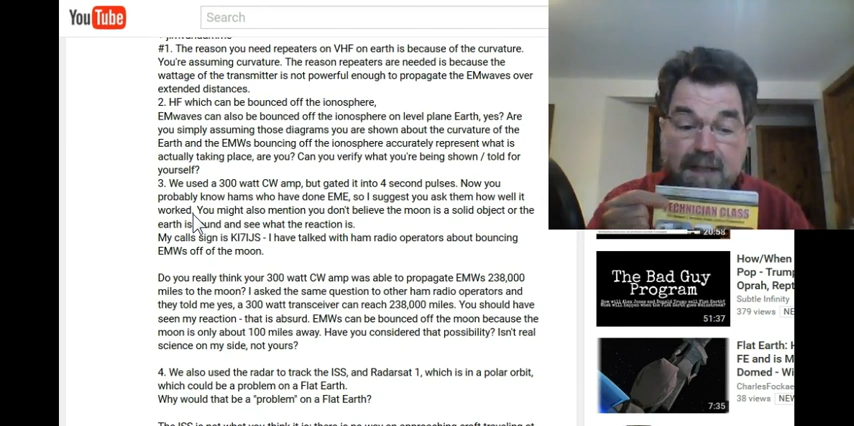 YouTube
Search
#1. The reason you need repeaters on VHF on earth is because of the curvature.
You're assuming curvature. The reason repeaters are needed is because the
wattage of the transmitter is not powerful enough to propagate the EMwaves over
extended distances.
2. HF which can be bounced off the ionosphere,
EMwaves can also be bounced off the ionosphere on level plane Earth, yes? Are
you simply assuming those diagrams you are shown about the curvature of the
Earth and the EMWs bouncing off the ionosphere accurately represent what is
actually taking place, are you? Can you verify what you're being shown / told for
yourself?
3. We used a 300 watt CW amp, but gated it into 4 second pulses. Now you
probably know hams who have done EME, so I suggest you ask them how well it
worked. You might also mention you don't believe the moon is a solid object or the
earth is round and see what the reaction is.
My calls sign is KI7IJS - I have talked with ham radio operators about bouncing
EMWs off of the moon.
Do you really think your 300 watt CW amp was able to propagate EMWs 238,000
miles to the moon? I asked the same question to other ham radio operators and
they told me yes, a 300 watt transceiver can reach 238,000 miles. You should have
seen my reaction - that is absurd. EMWs can be bounced off the moon because the
moon is only about 100 miles away. Have you considered that possibility? Isn't real
science on my side, not yours?
4. We also used the radar to track the ISS, and Radarsat 1, which is in a polar orbit,
which could be a problem on a Flat Earth.
Why would that be a "problem" on a Flat Earth?
TECHNICIAN CLASS
20:58
The Bad Guy
Program
51:37
How/When
Pop - Trump
Oprah, Rept
Subtle Infinity
379 views NE
7:35
Flat Earth: H
FE and is M
Domed - Wi
CharlesFockae
38 views NEW